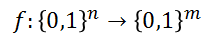 f: {0,1}ⁿ → {0,1}ᵐ